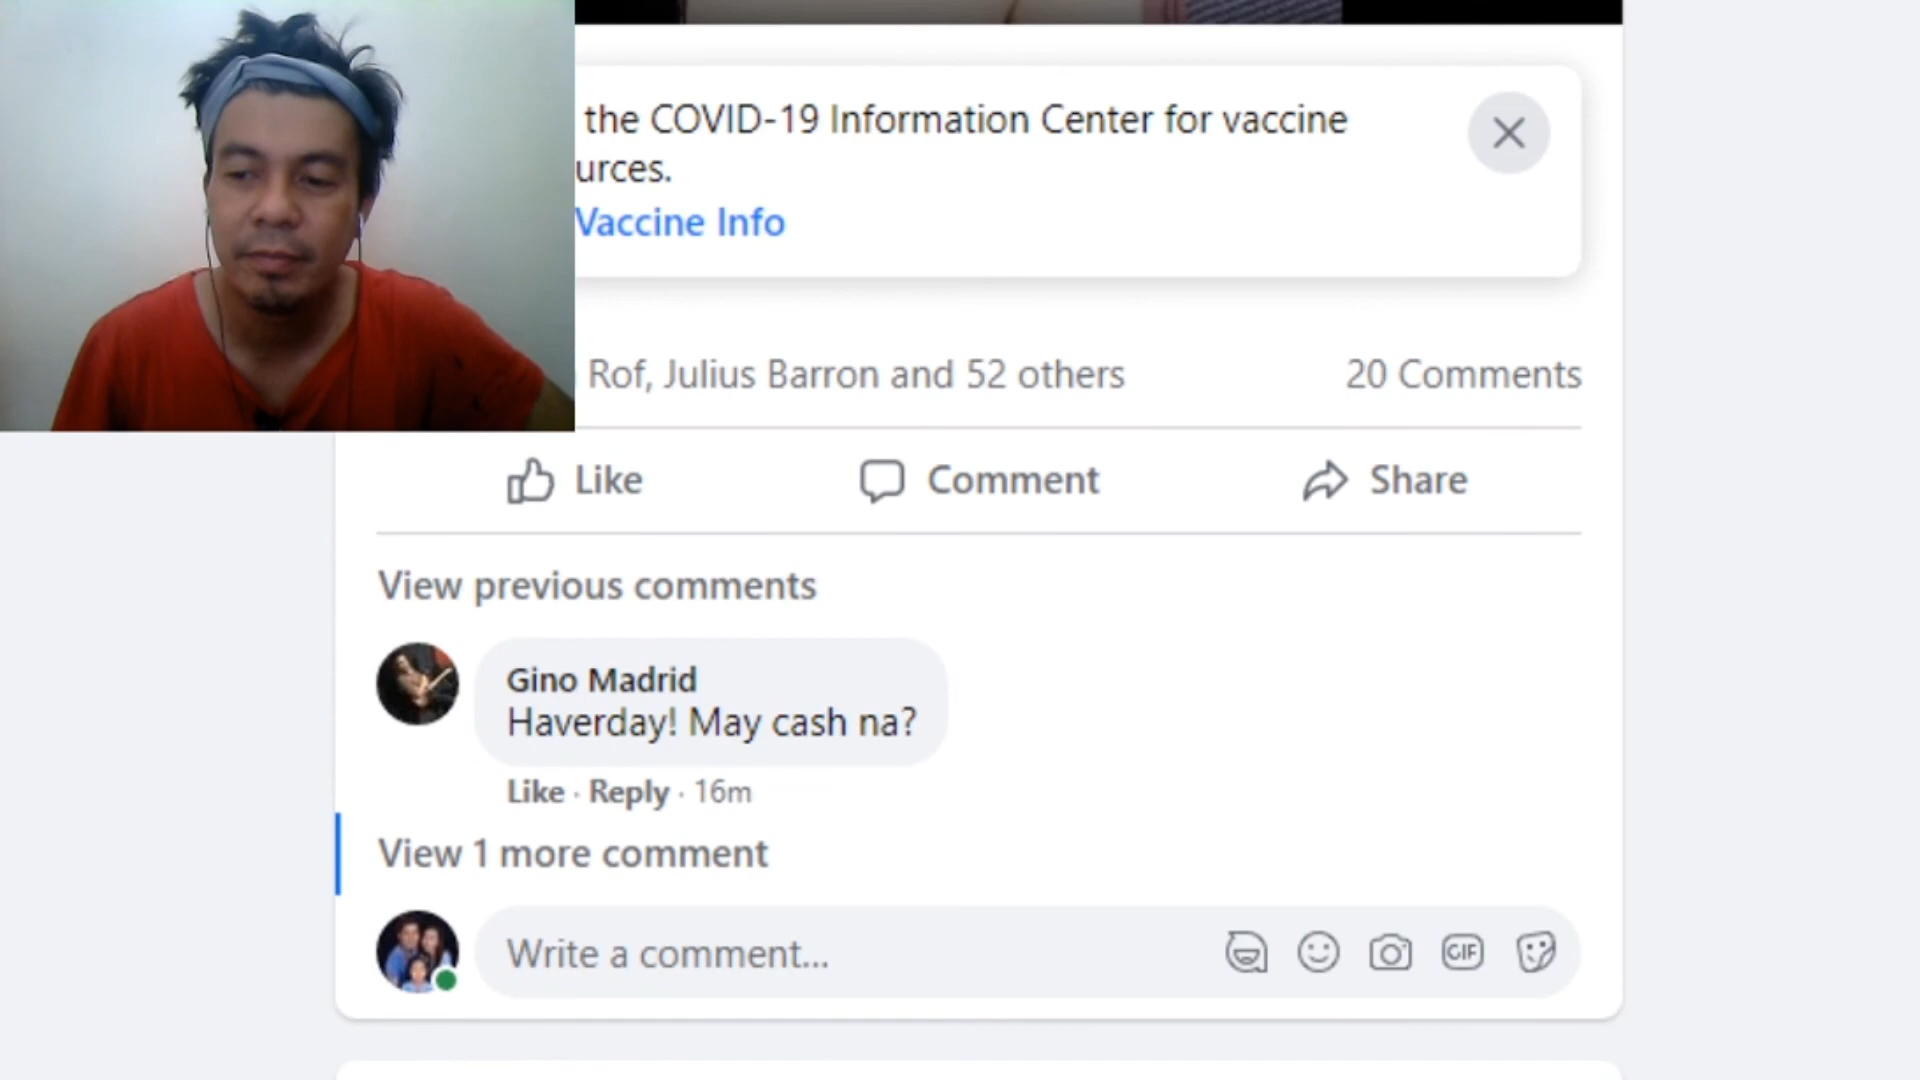 the COVID-19 Information Center for vaccine
urces.
Vaccine Info
Rof, Julius Barron and 52 others
20 Comments
Like
Comment
Share
View previous comments
Gino Madrid
Haverday! May cash na?
Like · Reply · 16m
View 1 more comment
Write a comment...
GIF